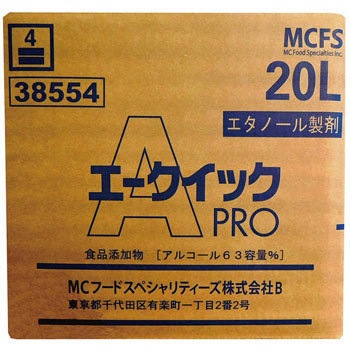 4
MCFS
MC Food Specialties Inc.
38554
20L
エタノール製剤
A
エークイック
PRO
食品添加物 [アルコール63容量%]
MCフードスペシャリティーズ株式会社B
東京都千代田区有楽町一丁目2番2号